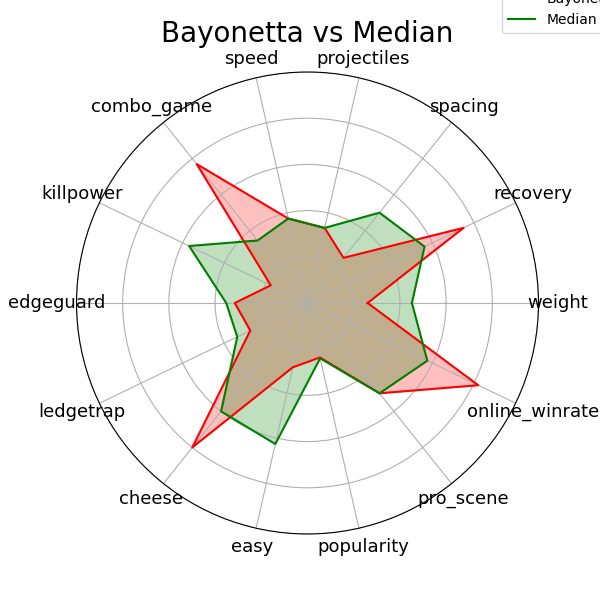 Bayonetta vs Median
Median
speed
projectiles
combo_game
spacing
killpower
recovery
edgeguard
weight
ledgetrap
online_winrate
cheese
pro_scene
easy
popularity